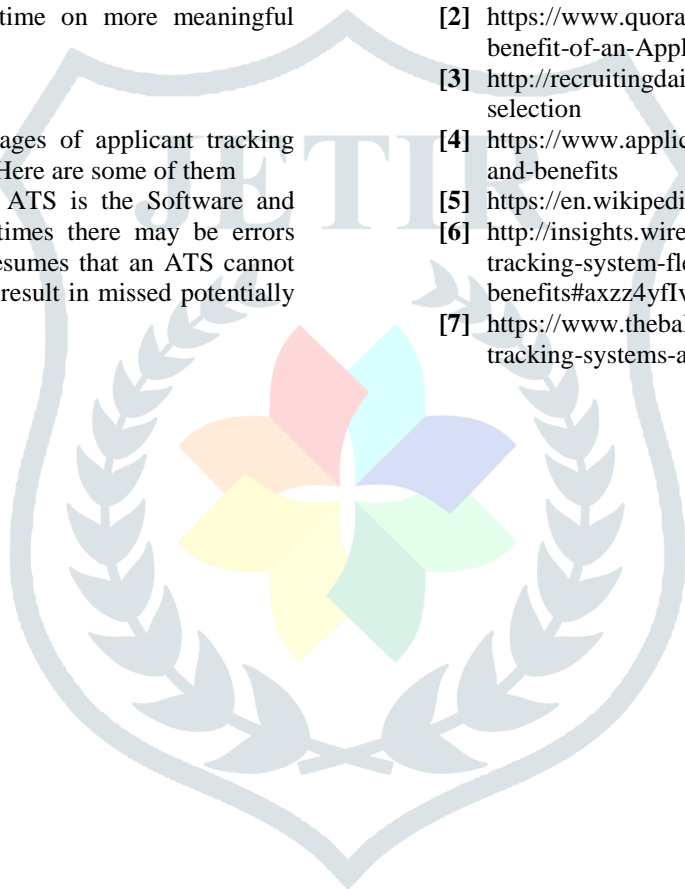 time on more meaningful
ages of applicant tracking
Here are some of them
ATS is the Software and
times there may be errors
esumes that an ATS cannot
result in missed potentially
[2] https://www.quora
benefit-of-an-Appl
[3] http://recruitingdai
selection
[4] https://www.applic
and-benefits
[5] https://en.wikipedi
[6] http://insights.wire
tracking-system-fle
benefits#axzz4yfIv
[7] https://www.thebal
tracking-systems-a
JETIR